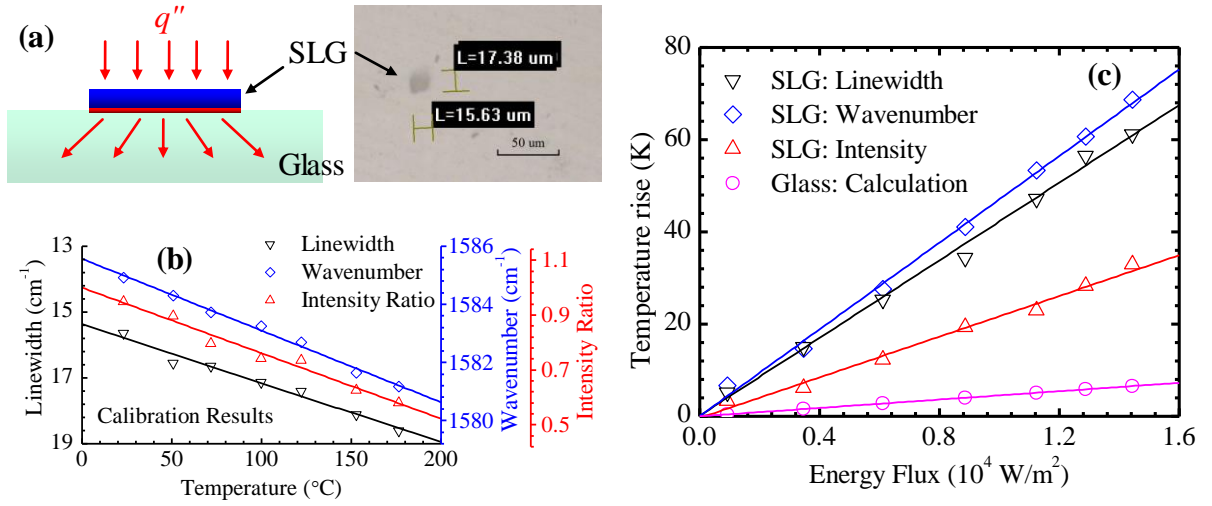 (a)
q"
SLG
Glass
L=17.38 um
L=15.63 um
50 um
(b)
Linewidth
Wavenumber
Intensity Ratio
Calibration Results
Linewidth (cm⁻¹)
13
15
17
19
0
50
100
150
200
Temperature (°C)
1586
1584
1582
1580
Wavenumber (cm⁻¹)
1.1
0.9
0.7
0.5
Intensity Ratio
(c)
SLG: Linewidth
SLG: Wavenumber
SLG: Intensity
Glass: Calculation
Temperature rise (K)
80
60
40
20
0
0.0
0.4
0.8
1.2
1.6
Energy Flux (10⁴ W/m²)